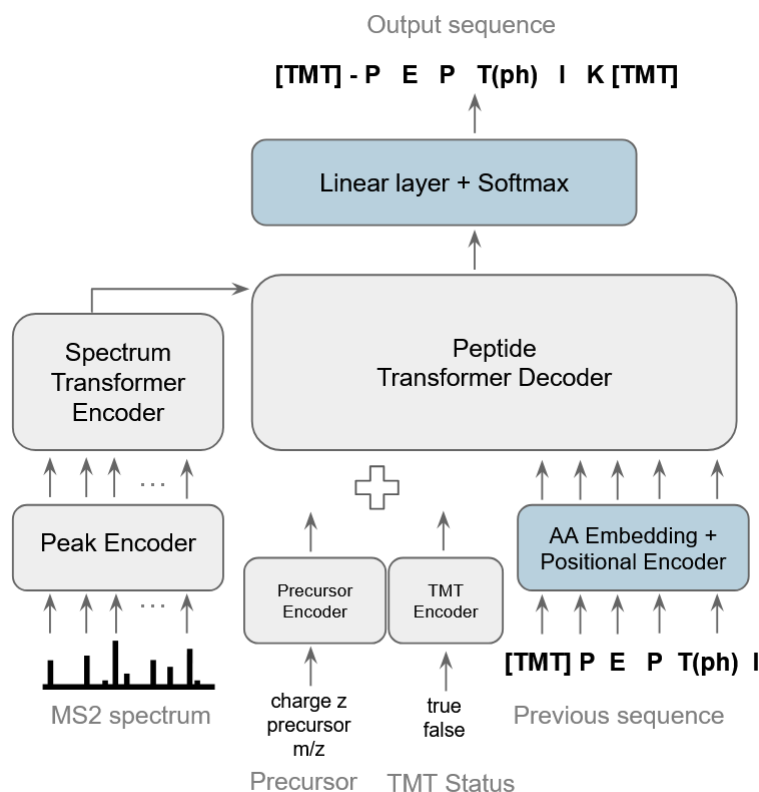 Output sequence
[TMT] - P E P T(ph) I K [TMT]
Linear layer + Softmax
Peptide
Transformer Decoder
Spectrum
Transformer
Encoder
...
Peak Encoder
...
MS2 spectrum
Precursor
Encoder
TMT
Encoder
charge z
precursor
m/z
Precursor
true
false
TMT Status
AA Embedding +
Positional Encoder
[TMT] P E P T(ph) I
Previous sequence